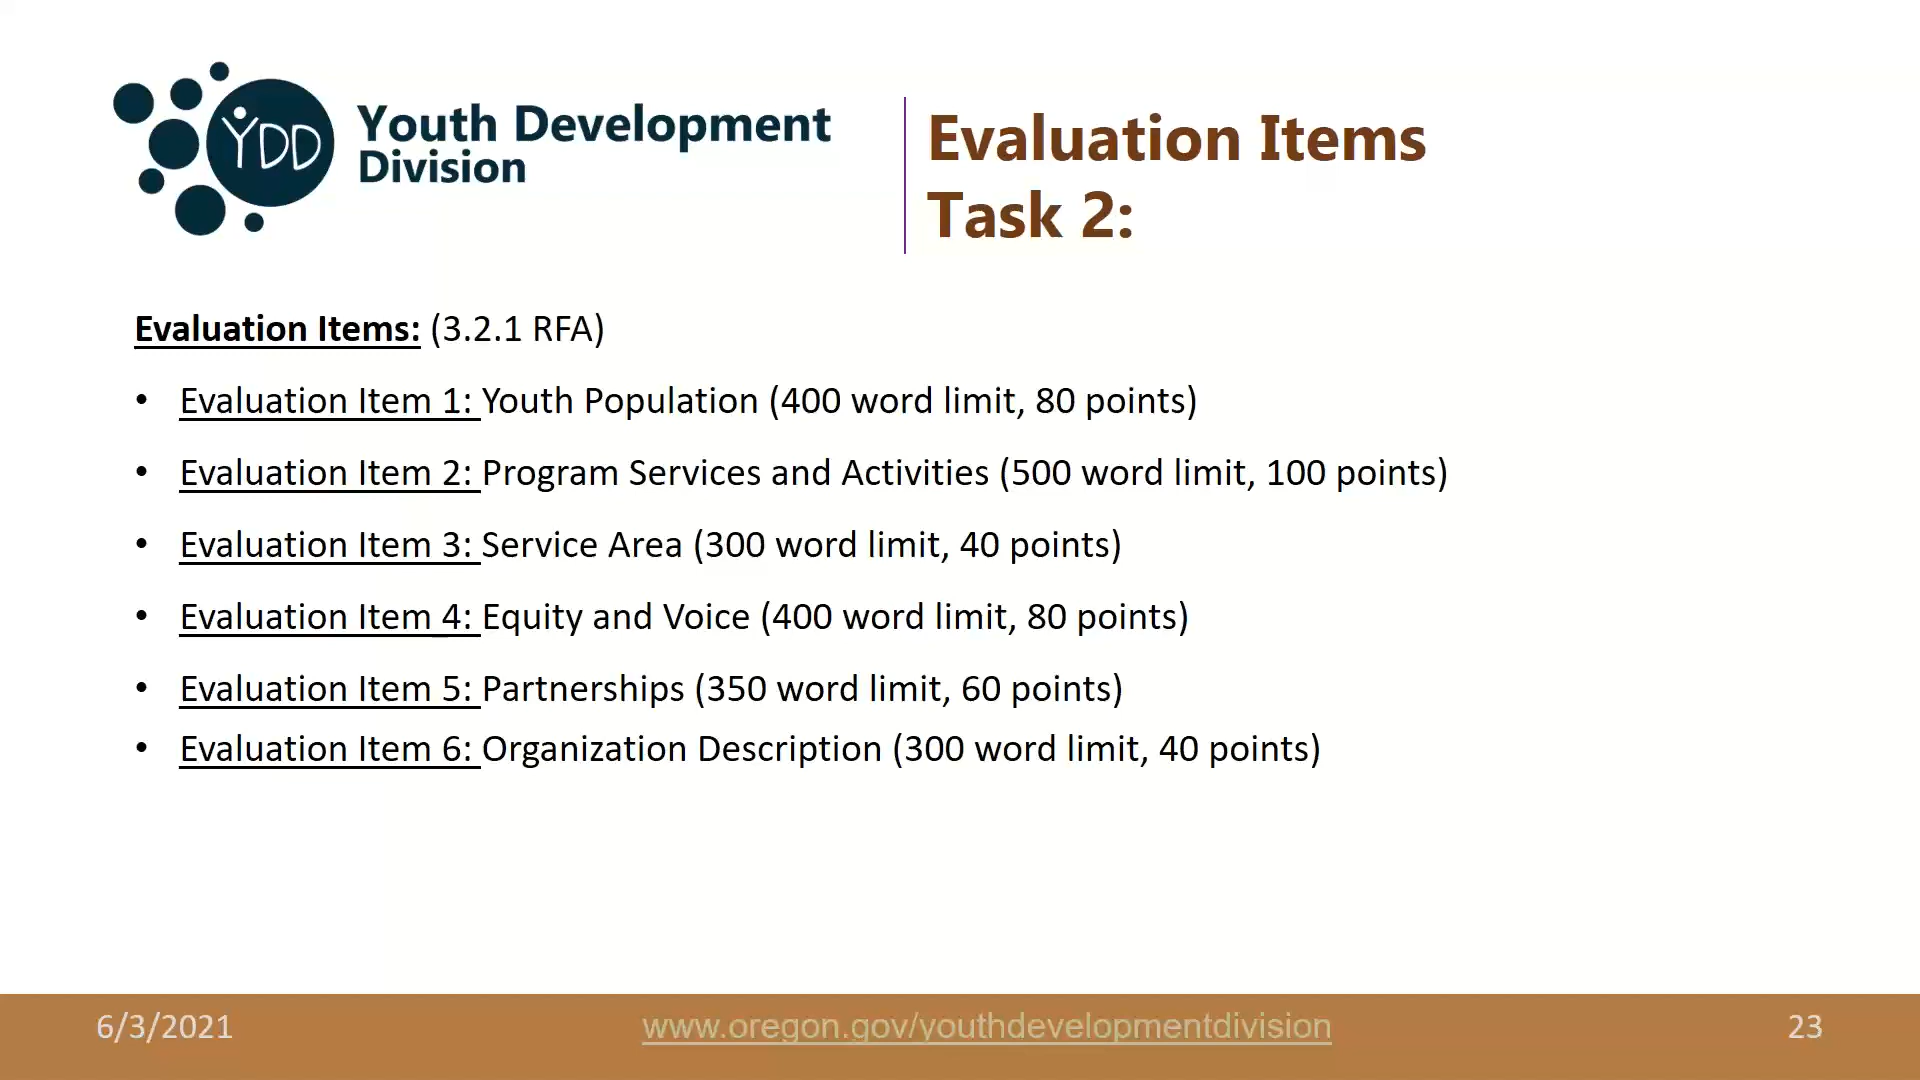 YDD
Youth Development
Division
Evaluation Items
Task 2:
Evaluation Items: (3.2.1 RFA)
• Evaluation Item 1: Youth Population (400 word limit, 80 points)
• Evaluation Item 2: Program Services and Activities (500 word limit, 100 points)
• Evaluation Item 3: Service Area (300 word limit, 40 points)
• Evaluation Item 4: Equity and Voice (400 word limit, 80 points)
• Evaluation Item 5: Partnerships (350 word limit, 60 points)
• Evaluation Item 6: Organization Description (300 word limit, 40 points)
6/3/2021
www.oregon.gov/youthdevelopmentdivision
23